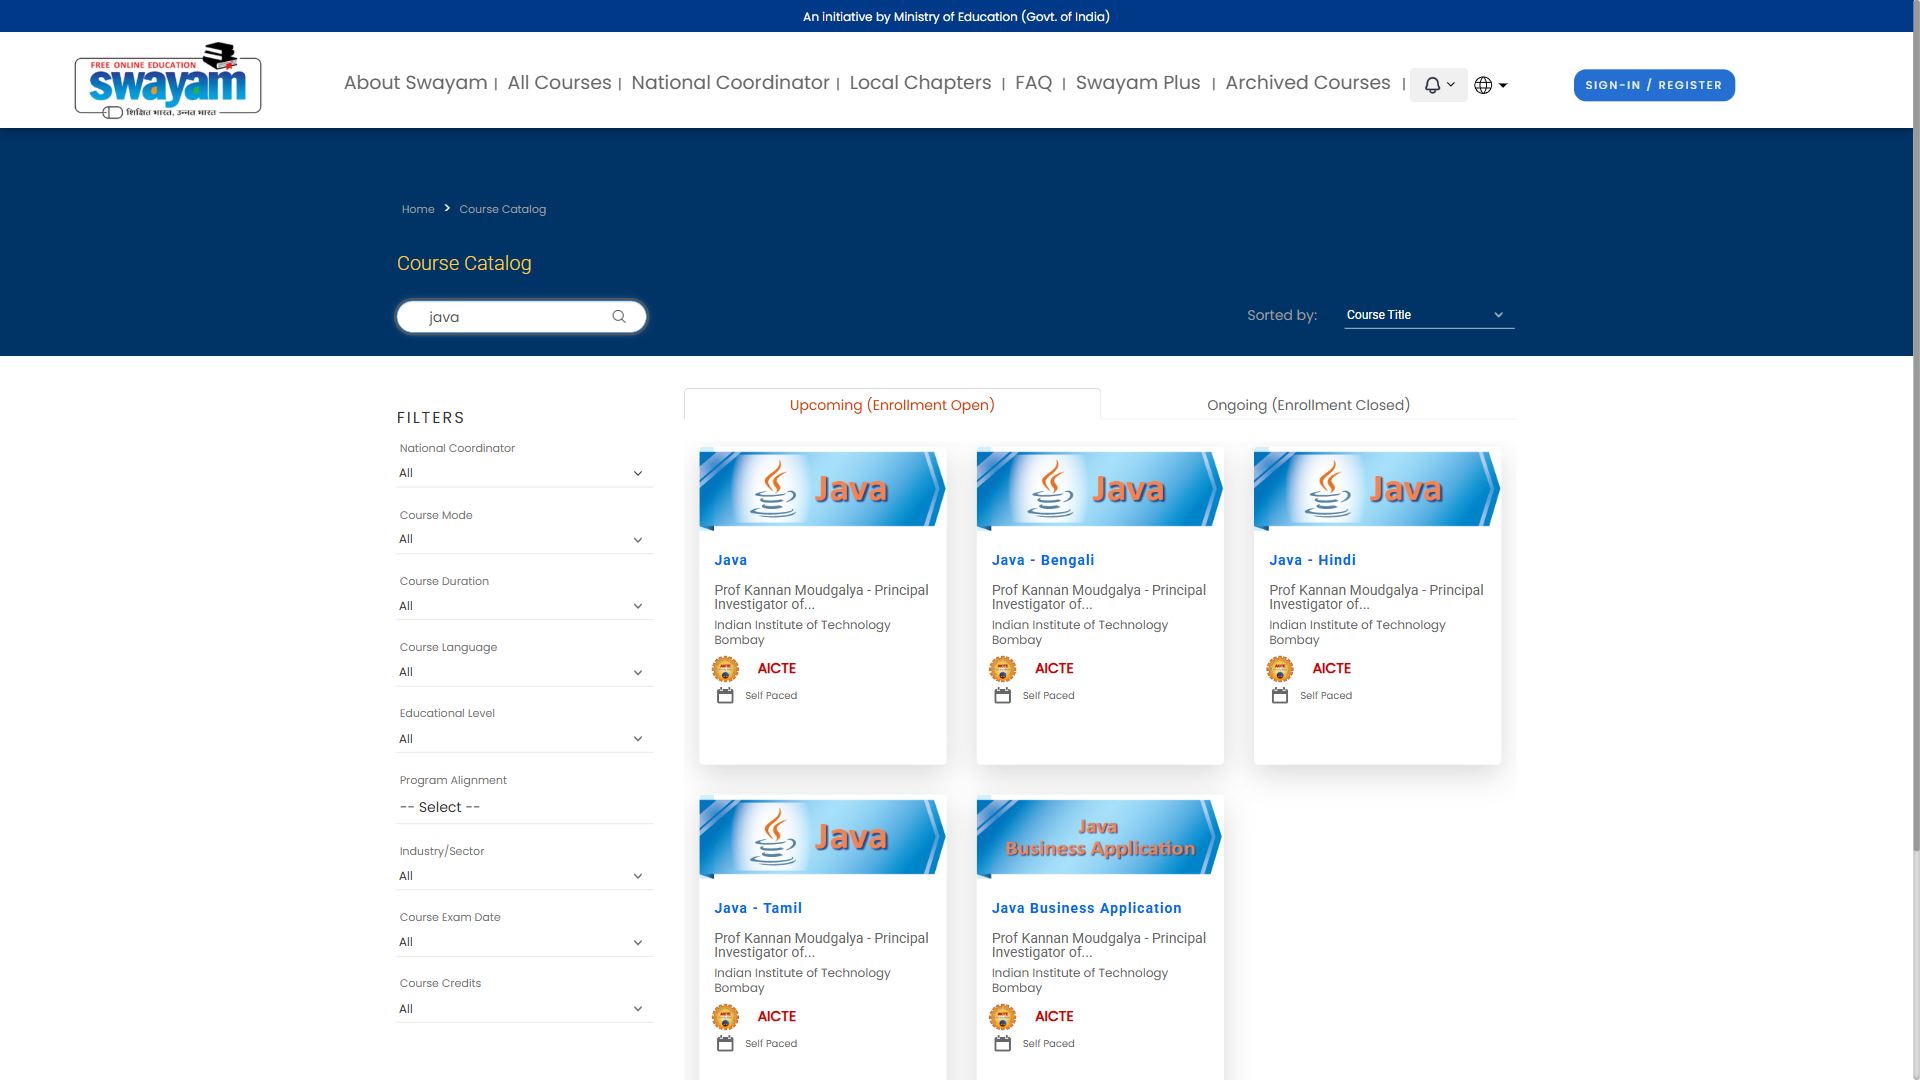 An initiative by Ministry of Education (Govt. of India)
FREE ONLINE EDUCATION
swayam
शिक्षित भारत, उन्नत भारत
About Swayam | All Courses | National Coordinator | Local Chapters | FAQ | Swayam Plus | Archived Courses |
SIGN-IN / REGISTER
Home > Course Catalog
Course Catalog
java
Sorted by: Course Title
FILTERS
National Coordinator
All
Course Mode
All
Course Duration
All
Course Language
All
Educational Level
All
Program Alignment
-- Select --
Industry/Sector
All
Course Exam Date
All
Course Credits
All
Upcoming (Enrollment Open)
Ongoing (Enrollment Closed)
Java
Java
Prof Kannan Moudgalya - Principal
Investigator of...
Indian Institute of Technology
Bombay
AICTE
Self Paced
Java
Java - Bengali
Prof Kannan Moudgalya - Principal
Investigator of...
Indian Institute of Technology
Bombay
AICTE
Self Paced
Java
Java - Hindi
Prof Kannan Moudgalya - Principal
Investigator of...
Indian Institute of Technology
Bombay
AICTE
Self Paced
Java
Java - Tamil
Prof Kannan Moudgalya - Principal
Investigator of...
Indian Institute of Technology
Bombay
AICTE
Self Paced
Java
Business Application
Java Business Application
Prof Kannan Moudgalya - Principal
Investigator of...
Indian Institute of Technology
Bombay
AICTE
Self Paced